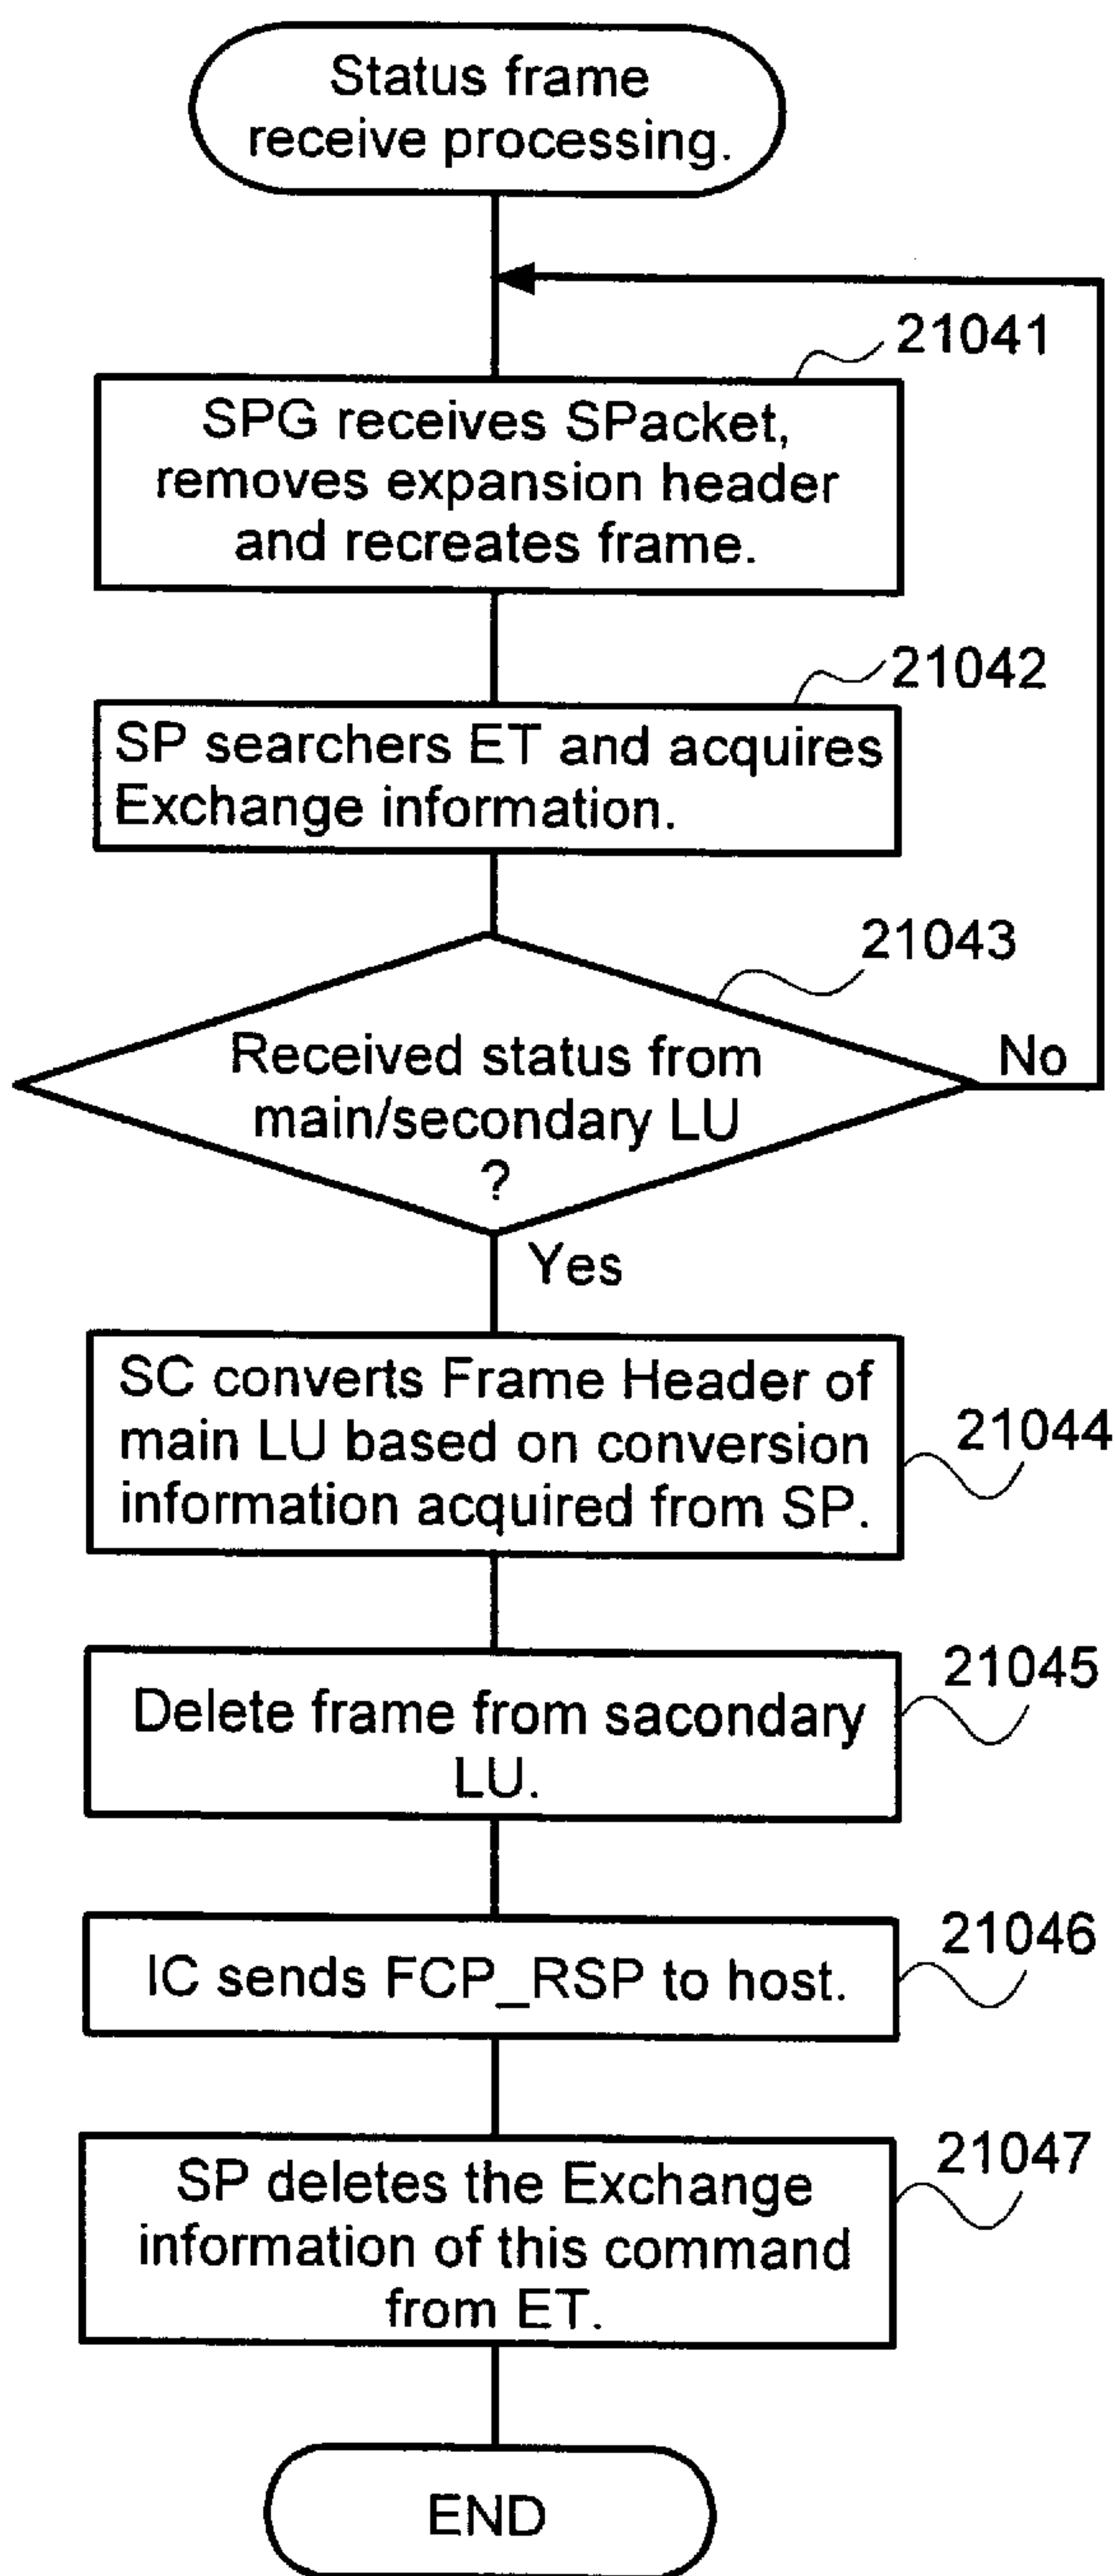 Status frame
receive processing.
21041
SPG receives SPacket,
removes expansion header
and recreates frame.
21042
SP searchers ET and acquires
Exchange information.
21043
Received status from
main/secondary LU
?
No
Yes
SC converts Frame Header of
main LU based on conversion
information acquired from SP.
21044
Delete frame from sacondary
LU.
21045
IC sends FCP_RSP to host.
21046
SP deletes the Exchange
information of this command
from ET.
21047
END